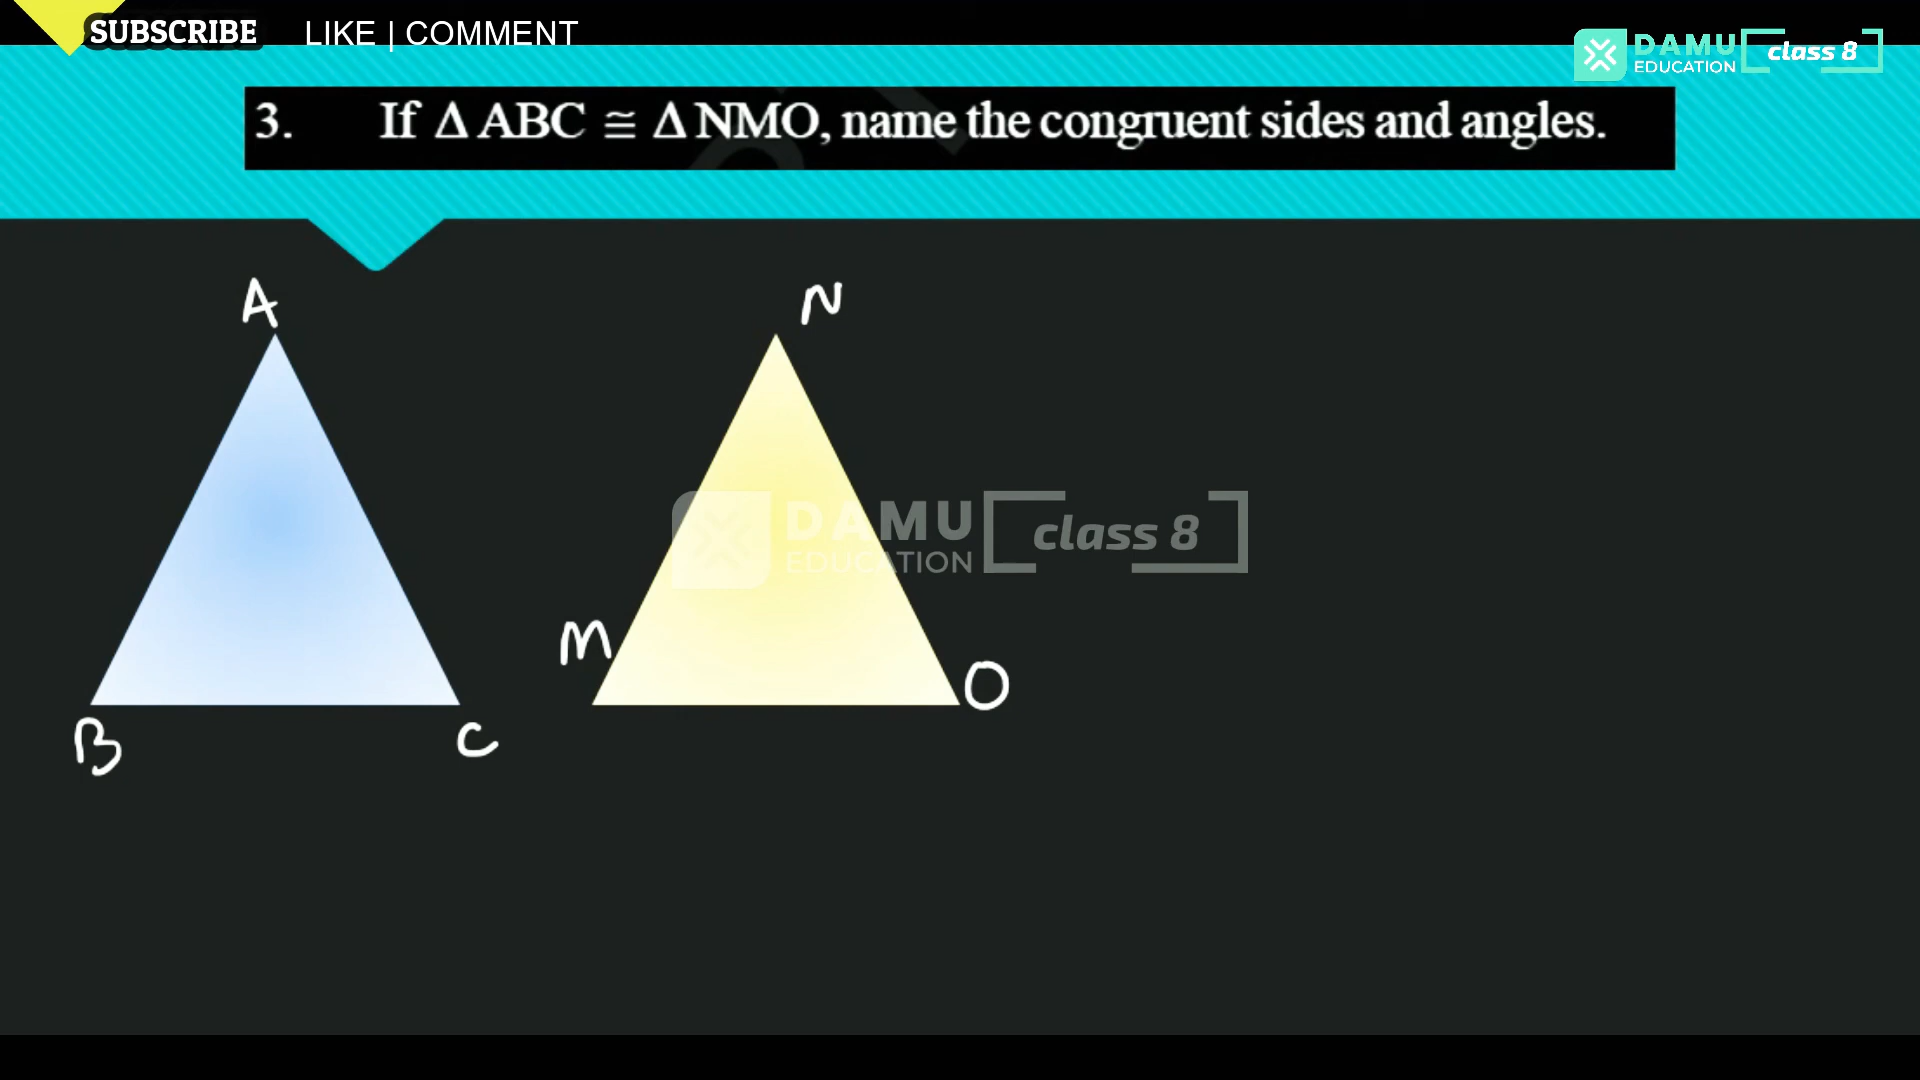 SUBSCRIBE LIKE | COMMENT
DAMU EDUCATION class 8
3. If Δ ABC ≅ Δ NMO, name the congruent sides and angles.
A N
DAMU EDUCATION class 8
M O
B C